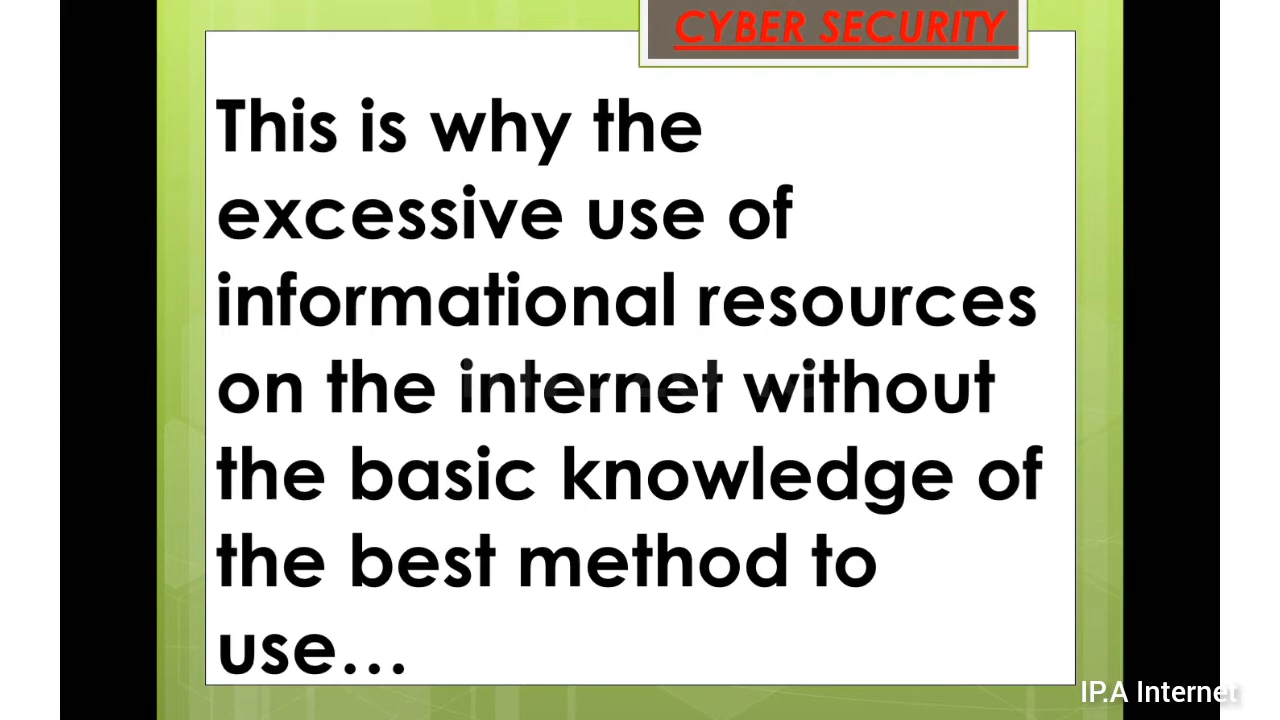 CYBER SECURITY
This is why the
excessive use of
informational resources
on the internet without
the basic knowledge of
the best method to
use...
IP.A Internet